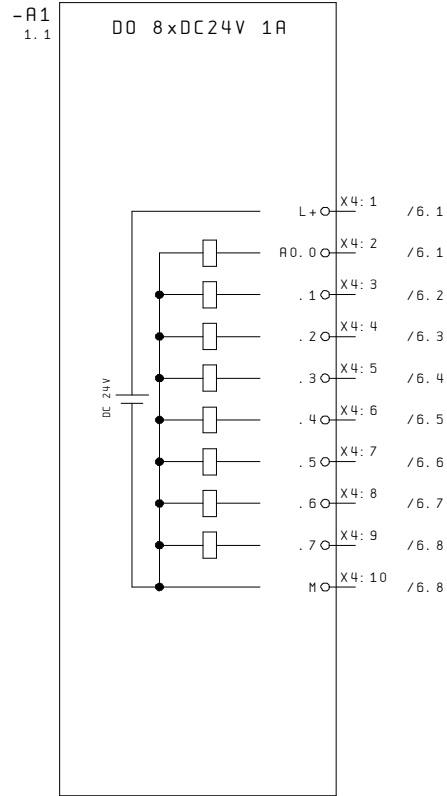 -A1
1.1
DO 8xDC24V 1A
L+ X4:1 /6.1
A0.0 X4:2 /6.1
.1 X4:3 /6.2
.2 X4:4 /6.3
.3 X4:5 /6.4
.4 X4:6 /6.5
.5 X4:7 /6.6
.6 X4:8 /6.7
.7 X4:9 /6.8
M X4:10 /6.8
DC 24V